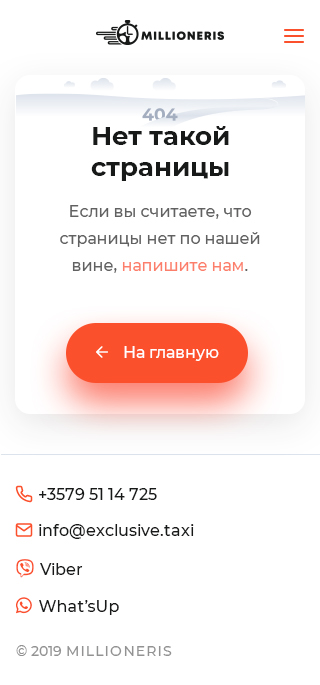 MILLIONERIS
404
Нет такой
страницы
Если вы считаете, что
страницы нет по нашей
вине, напишите нам.
На главную
+3579 51 14 725
info@exclusive.taxi
Viber
What’sUp
© 2019 MILLIONERIS